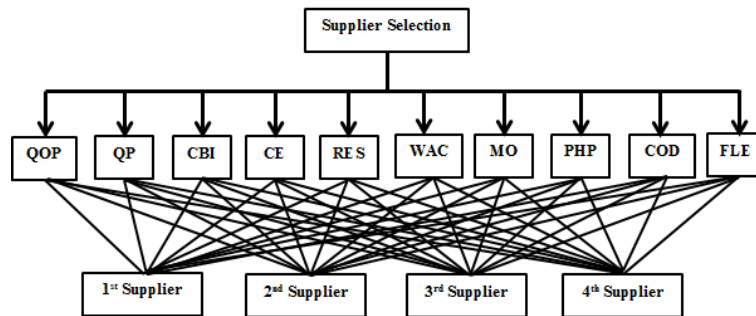 Supplier Selection
QOP
QP
CBI
CE
RES
WAC
MO
PHP
COD
FLE
1st Supplier
2nd Supplier
3rd Supplier
4th Supplier